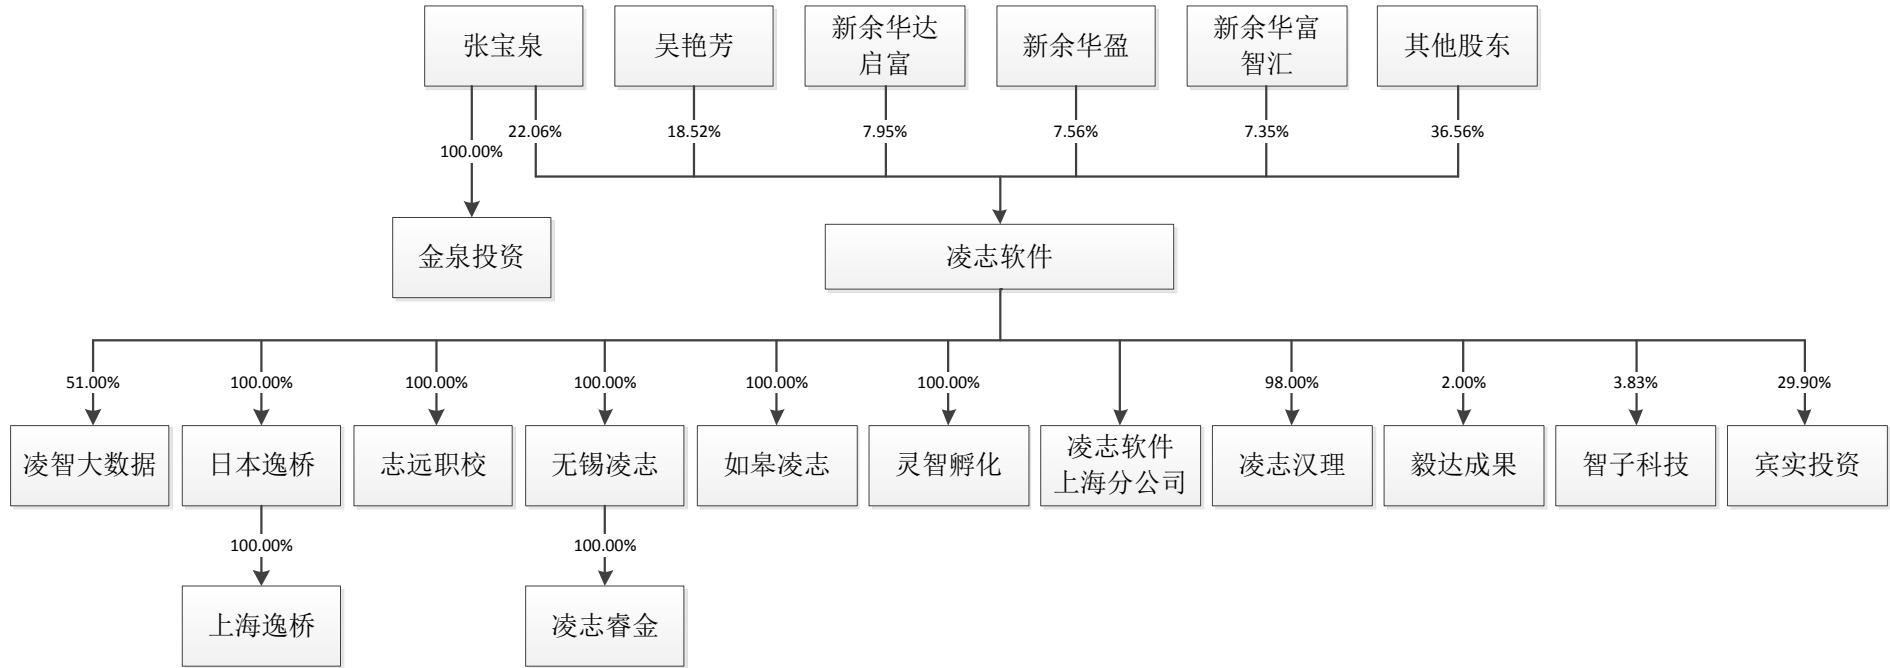 张宝泉
吴艳芳
新余华达
启富
新余华盈
新余华富
智汇
其他股东
22.06%
18.52%
7.95%
7.56%
7.35%
36.56%
100.00%
金泉投资
凌志软件
51.00%
100.00%
100.00%
100.00%
100.00%
100.00%
98.00%
2.00%
3.83%
29.90%
凌智大数据
日本逸桥
志远职校
无锡凌志
如皋凌志
灵智孵化
凌志软件
上海分公司
凌志汉理
毅达成果
智子科技
宾实投资
100.00%
100.00%
上海逸桥
凌志睿金